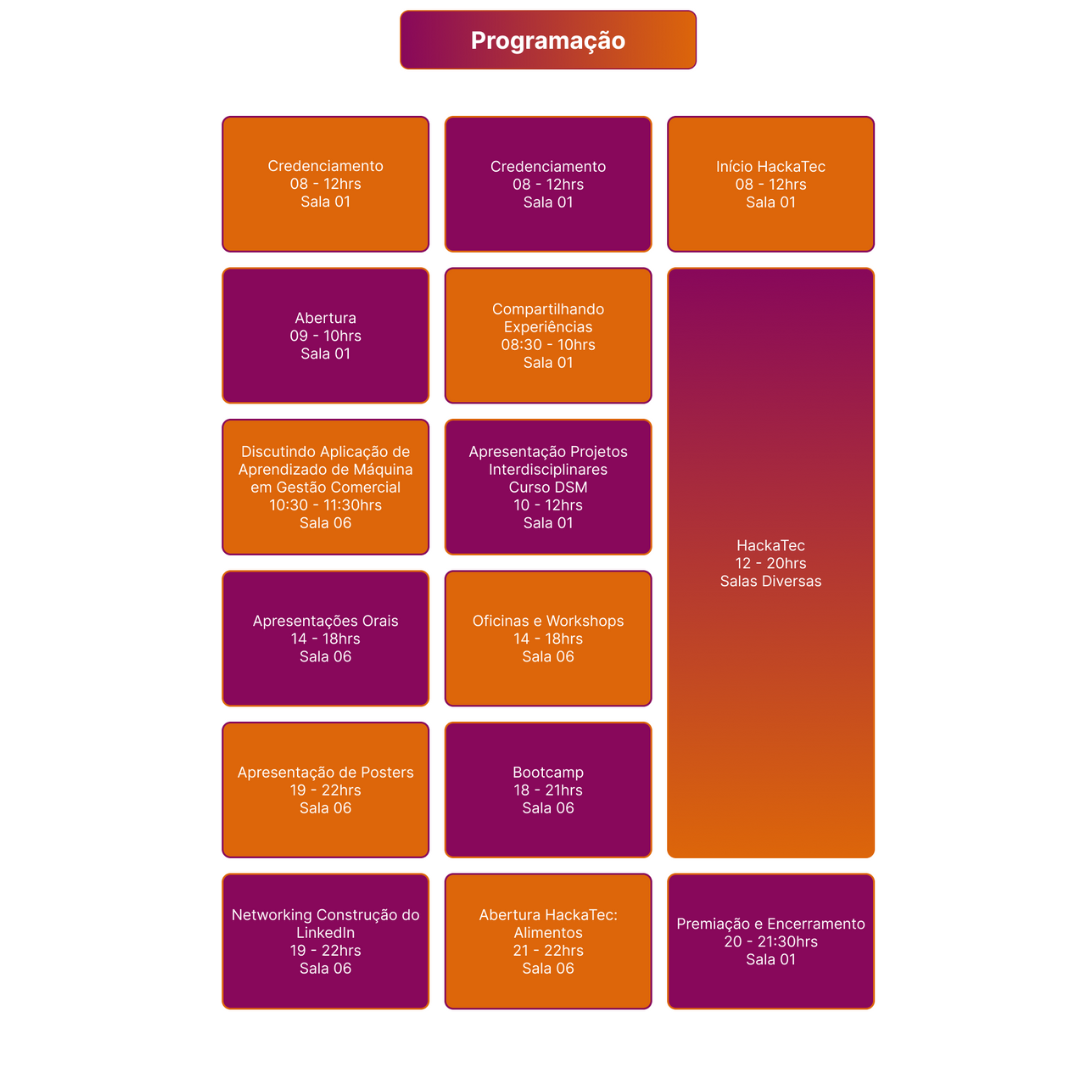 Programação
Credenciamento
08 - 12hrs
Sala 01
Credenciamento
08 - 12hrs
Sala 01
Início HackaTec
08 - 12hrs
Sala 01
Abertura
09 - 10hrs
Sala 01
Compartilhando
Experiências
08:30 - 10hrs
Sala 01
Discutindo Aplicação de
Aprendizado de Máquina
em Gestão Comercial
10:30 - 11:30hrs
Sala 06
Apresentação Projetos
Interdisciplinares
Curso DSM
10 - 12hrs
Sala 01
HackaTec
12 - 20hrs
Salas Diversas
Apresentações Orais
14 - 18hrs
Sala 06
Oficinas e Workshops
14 - 18hrs
Sala 06
Apresentação de Posters
19 - 22hrs
Sala 06
Bootcamp
18 - 21hrs
Sala 06
Networking Construção do
LinkedIn
19 - 22hrs
Sala 06
Abertura HackaTec:
Alimentos
21 - 22hrs
Sala 06
Premiação e Encerramento
20 - 21:30hrs
Sala 01